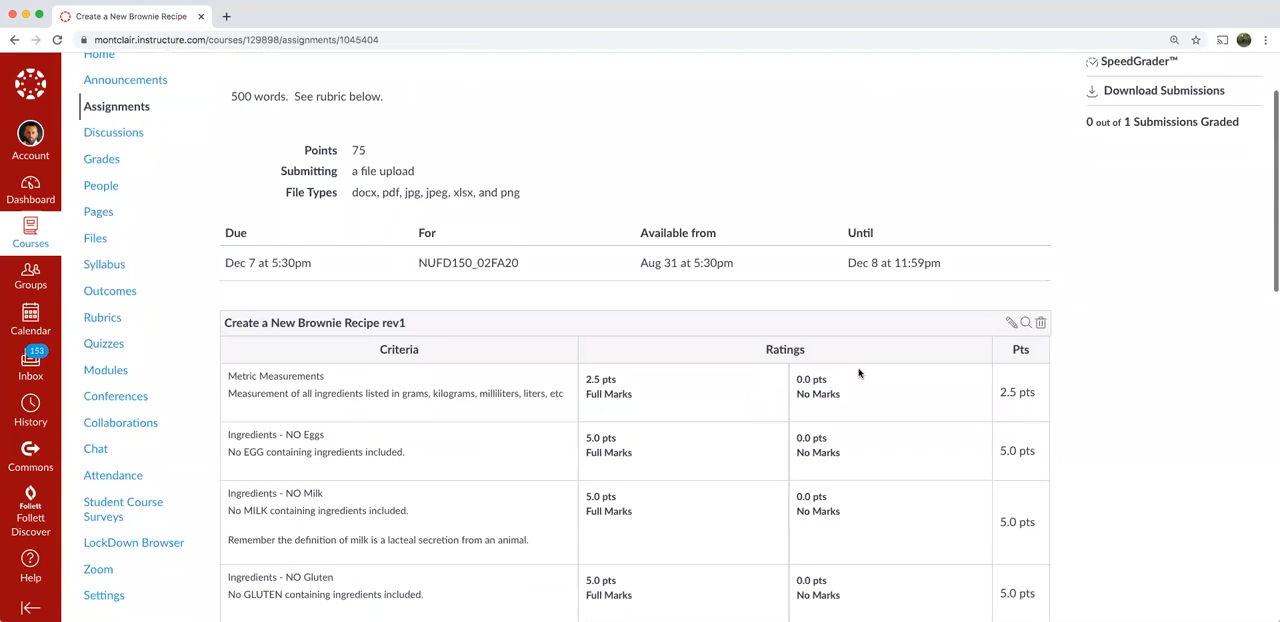 Create a New Brownie Recipe
montclair.instructure.com/courses/129898/assignments/1045404
Account
Dashboard
Courses
Groups
Calendar
153
Inbox
History
Commons
Follett
Follett
Discover
Help
Home
Announcements
Assignments
Discussions
Grades
People
Pages
Files
Syllabus
Outcomes
Rubrics
Quizzes
Modules
Conferences
Collaborations
Chat
Attendance
Student Course
Surveys
LockDown Browser
Zoom
Settings
500 words. See rubric below.
Points 75
Submitting a file upload
File Types docx, pdf, jpg, jpeg, xlsx, and png
Due For Available from Until
Dec 7 at 5:30pm NUFD150_02FA20 Aug 31 at 5:30pm Dec 8 at 11:59pm
Create a New Brownie Recipe rev1
Criteria Ratings Pts
Metric Measurements
Measurement of all ingredients listed in grams, kilograms, milliliters, liters, etc
2.5 pts
Full Marks
0.0 pts
No Marks
2.5 pts
Ingredients - NO Eggs
No EGG containing ingredients included.
5.0 pts
Full Marks
0.0 pts
No Marks
5.0 pts
Ingredients - NO Milk
No MILK containing ingredients included.
Remember the definition of milk is a lacteal secretion from an animal.
5.0 pts
Full Marks
0.0 pts
No Marks
5.0 pts
Ingredients - NO Gluten
No GLUTEN containing ingredients included.
5.0 pts
Full Marks
0.0 pts
No Marks
5.0 pts
SpeedGrader™
Download Submissions
0 out of 1 Submissions Graded